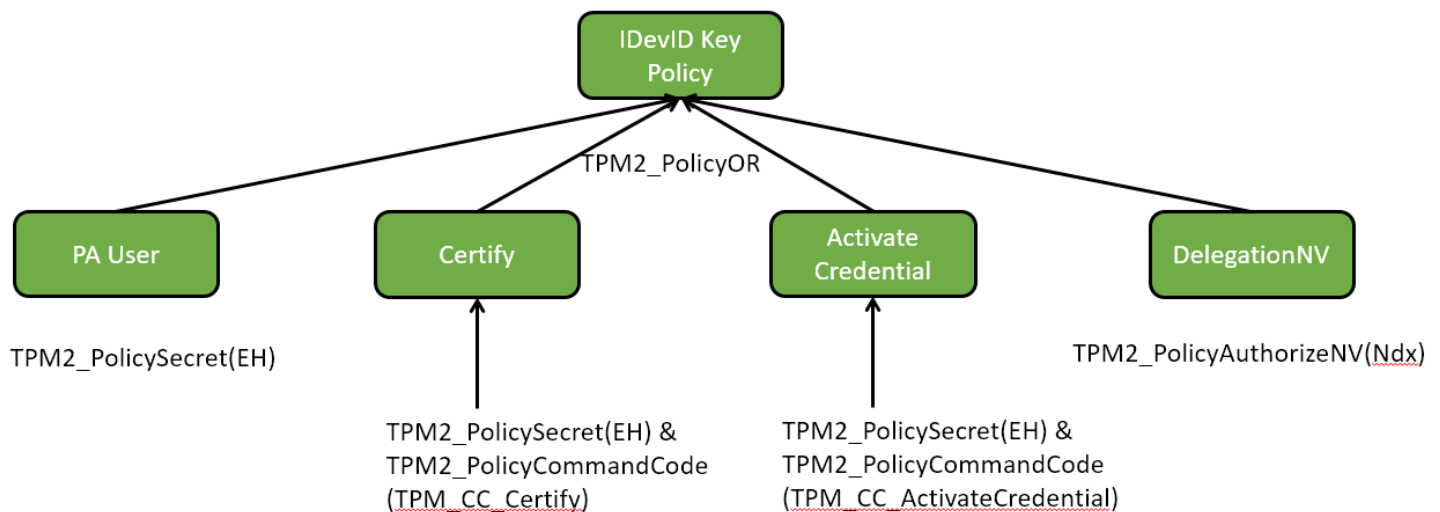 IDevID Key
Policy
TPM2_PolicyOR
PA User
Certify
Activate
Credential
DelegationNV
TPM2_PolicySecret(EH)
TPM2_PolicyAuthorizeNV(Ndx)
TPM2_PolicySecret(EH) &
TPM2_PolicyCommandCode
(TPM_CC_Certify)
TPM2_PolicySecret(EH) &
TPM2_PolicyCommandCode
(TPM_CC_ActivateCredential)